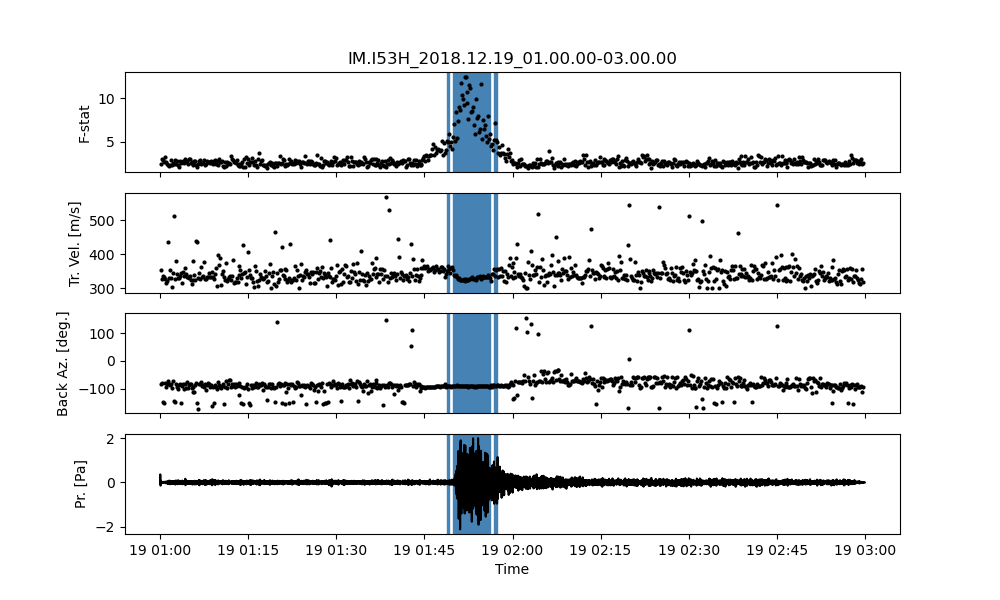 IM.I53H_2018.12.19_01.00.00-03.00.00
F-stat
10
5
Tr. Vel. [m/s]
500
400
300
Back Az. [deg.]
100
0
−100
Pr. [Pa]
2
0
−2
19 01:00 19 01:15 19 01:30 19 01:45 19 02:00 19 02:15 19 02:30 19 02:45 19 03:00
Time